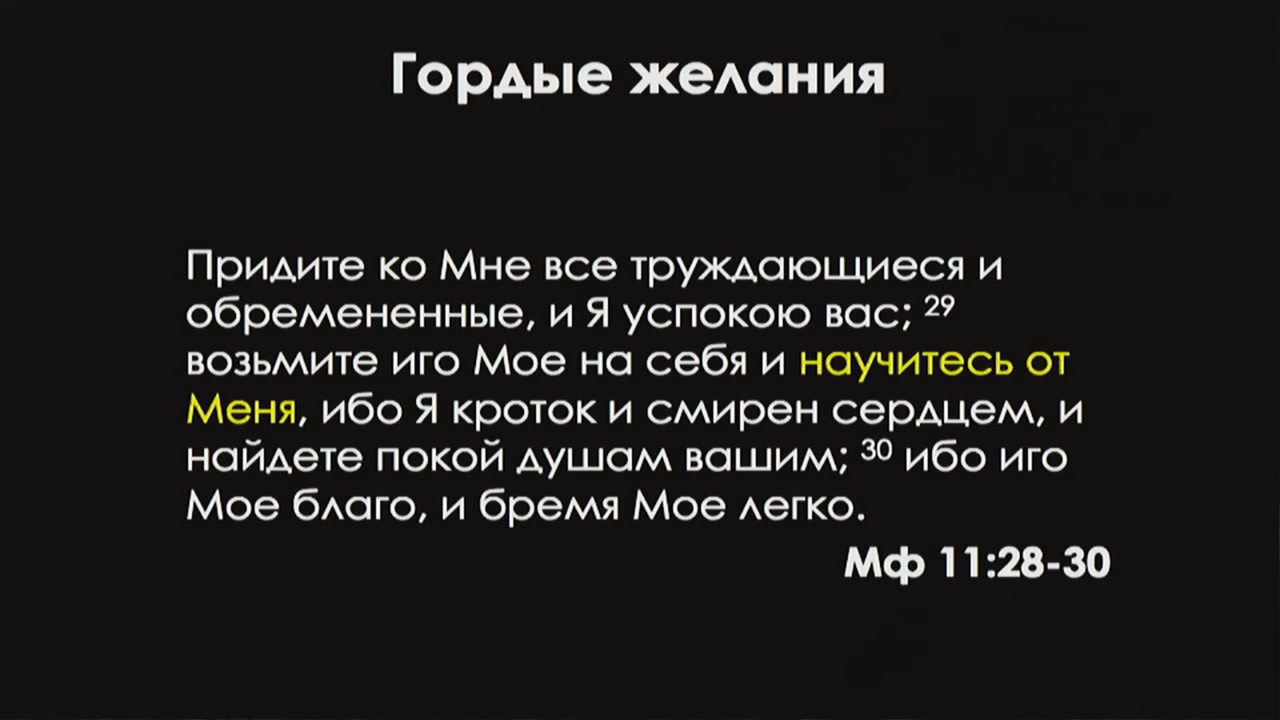 Гордые желания
Придите ко Мне все труждающиеся и
обремененные, и Я успокою вас; 29
возьмите иго Мое на себя и научитесь от
Меня, ибо Я кроток и смирен сердцем, и
найдете покой душам вашим; 30 ибо иго
Мое благо, и бремя Мое легко.
Мф 11:28-30